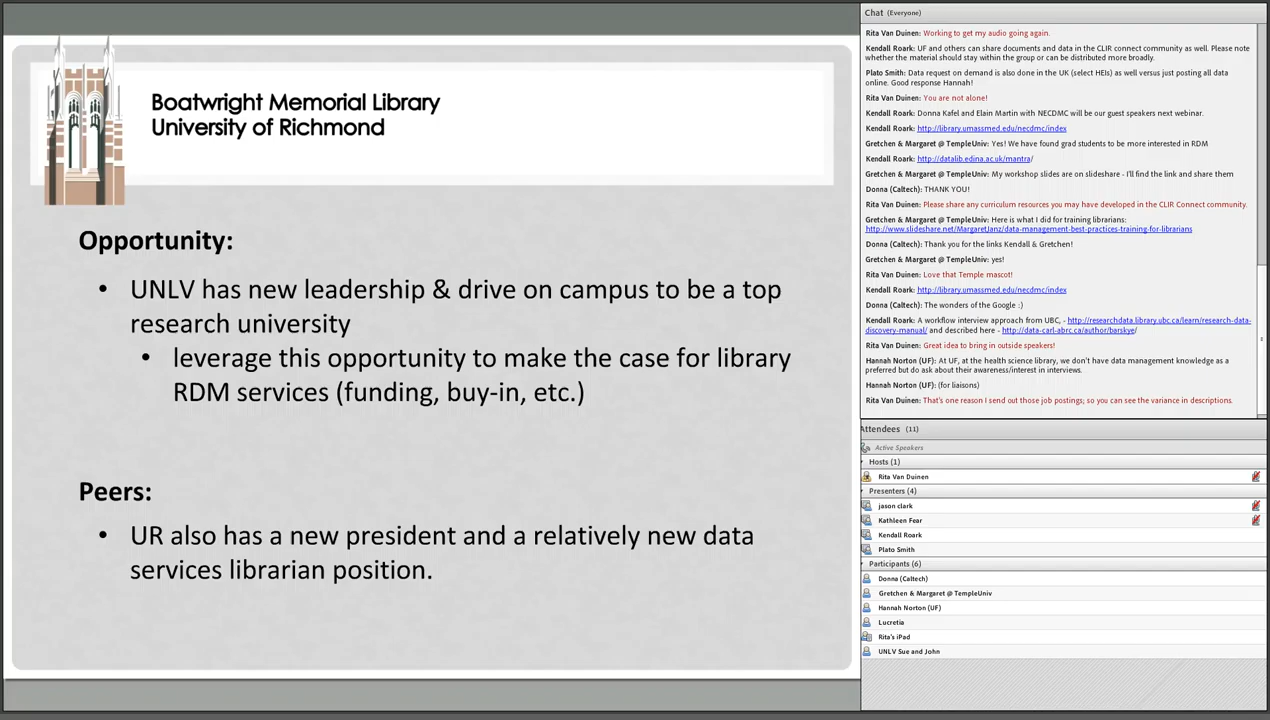 Boatwright Memorial Library
University of Richmond
Opportunity:
• UNLV has new leadership & drive on campus to be a top
research university
• leverage this opportunity to make the case for library
RDM services (funding, buy-in, etc.)
Peers:
• UR also has a new president and a relatively new data
services librarian position.
Chat (Everyone)
Rita Van Duinen: Working to get my audio going again.
Kendall Roark: UF and others can share documents and data in the CLIR connect community as well. Please note
whether the material should stay within the group or can be distributed more broadly.
Plato Smith: Data request on demand is also done in the UK (select HEIs) as well versus just posting all data
online. Good response Hannah!
Rita Van Duinen: You are not alone!
Kendall Roark: Donna Kafel and Elain Martin with NECDMC will be our guest speakers next webinar.
Kendall Roark: http://library.umassmed.edu/necdmc/index
Gretchen & Margaret @ TempleUniv: Yes! We have found grad students to be more interested in RDM
Kendall Roark: http://datalib.edina.ac.uk/mantra/
Gretchen & Margaret @ TempleUniv: My workshop slides are on slideshare - I'll find the link and share them
Donna (Caltech): THANK YOU!
Rita Van Duinen: Please share any curriculum resources you may have developed in the CLIR Connect community.
Gretchen & Margaret @ TempleUniv: Here is what I did for training librarians:
http://www.slideshare.net/MargaretJanz/data-management-best-practices-training-for-librarians
Donna (Caltech): Thank you for the links Kendall & Gretchen!
Gretchen & Margaret @ TempleUniv: yes!
Rita Van Duinen: Love that Temple mascot!
Kendall Roark: http://library.umassmed.edu/necdmc/index
Donna (Caltech): The wonders of the Google :)
Kendall Roark: A workflow interview approach from UBC, - http://researchdata.library.ubc.ca/learn/research-data-
discovery-manual/ and described here - http://data-carl-abrc.ca/author/barskye/
Rita Van Duinen: Great idea to bring in outside speakers!
Hannah Norton (UF): At UF, at the health science library, we don't have data management knowledge as a
preferred but do ask about their awareness/interest in interviews.
Hannah Norton (UF): (for liaisons)
Rita Van Duinen: That's one reason I send out those job postings; so you can see the variance in descriptions.
Attendees (11)
Active Speakers
Hosts (1)
Rita Van Duinen
Presenters (4)
jason clark
Kathleen Fear
Kendall Roark
Plato Smith
Participants (6)
Donna (Caltech)
Gretchen & Margaret @ TempleUniv
Hannah Norton (UF)
Lucretia
Rita's iPad
UNLV Sue and John